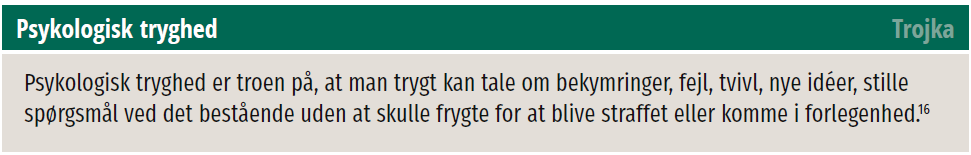 Psykologisk tryghed Trojka
Psykologisk tryghed er troen på, at man trygt kan tale om bekymringer, fejl, tvivl, nye idéer, stille
spørgsmål ved det bestående uden at skulle frygte for at blive straffet eller komme i forlegenhed.¹⁶